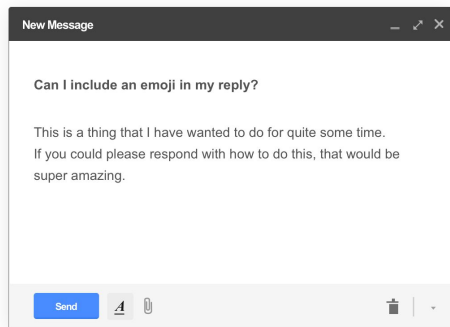 New Message
Can I include an emoji in my reply?
This is a thing that I have wanted to do for quite some time.
If you could please respond with how to do this, that would be
super amazing.
Send
A